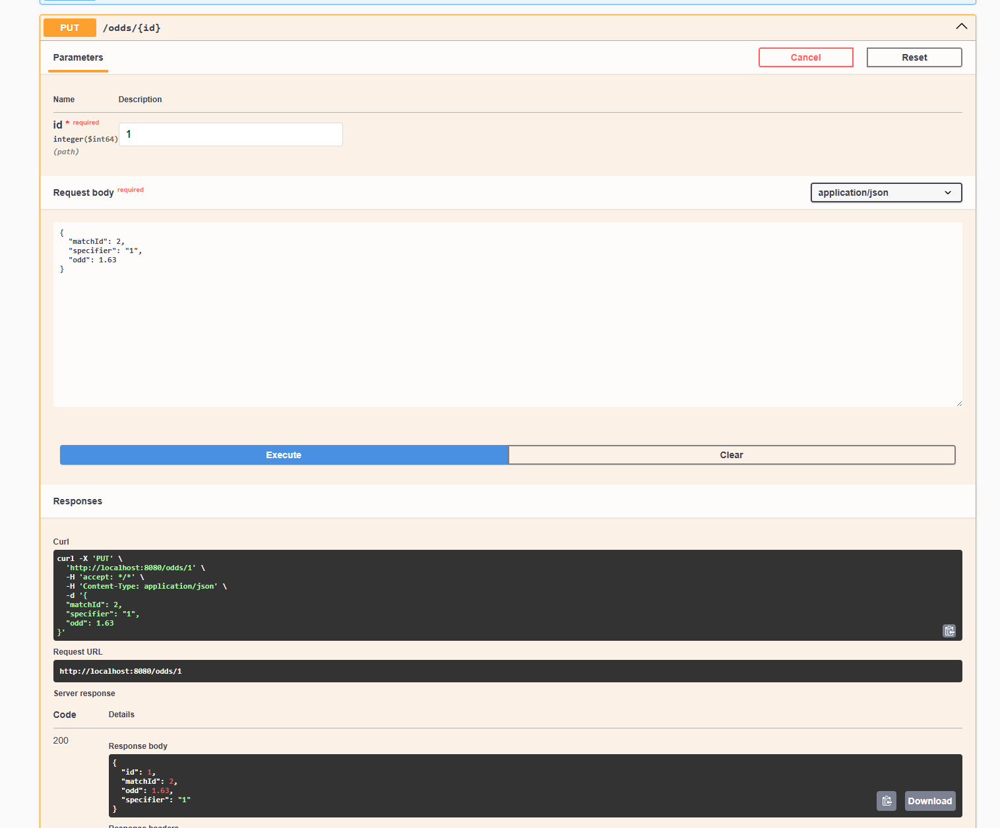 PUT /odds/{id}
Parameters
Cancel
Reset
Name Description
id * required
integer($int64)
(path)
1
Request body required
application/json
{
  "matchId": 2,
  "specifier": "1",
  "odd": 1.63
}
Execute
Clear
Responses
Curl
curl -X 'PUT' \
  'http://localhost:8080/odds/1' \
  -H 'accept: */*' \
  -H 'Content-Type: application/json' \
  -d '{
  "matchId": 2,
  "specifier": "1",
  "odd": 1.63
}'
Request URL
http://localhost:8080/odds/1
Server response
Code Details
200
Response body
{
  "id": 1,
  "matchId": 2,
  "odd": 1.63,
  "specifier": "1"
}
Download
Response headers